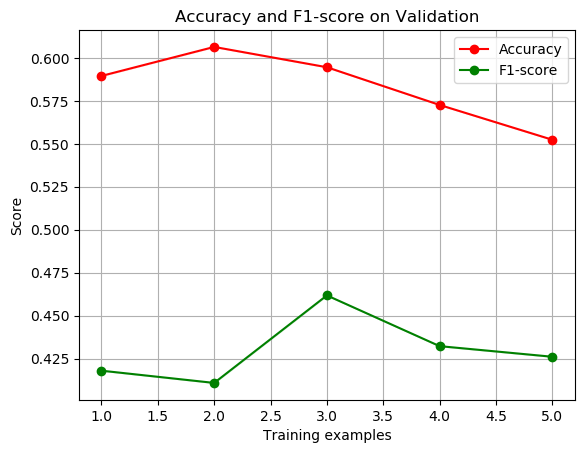 Accuracy and F1-score on Validation
Accuracy
F1-score
0.600
0.575
0.550
0.525
0.500
0.475
0.450
0.425
Score
1.0 1.5 2.0 2.5 3.0 3.5 4.0 4.5 5.0
Training examples